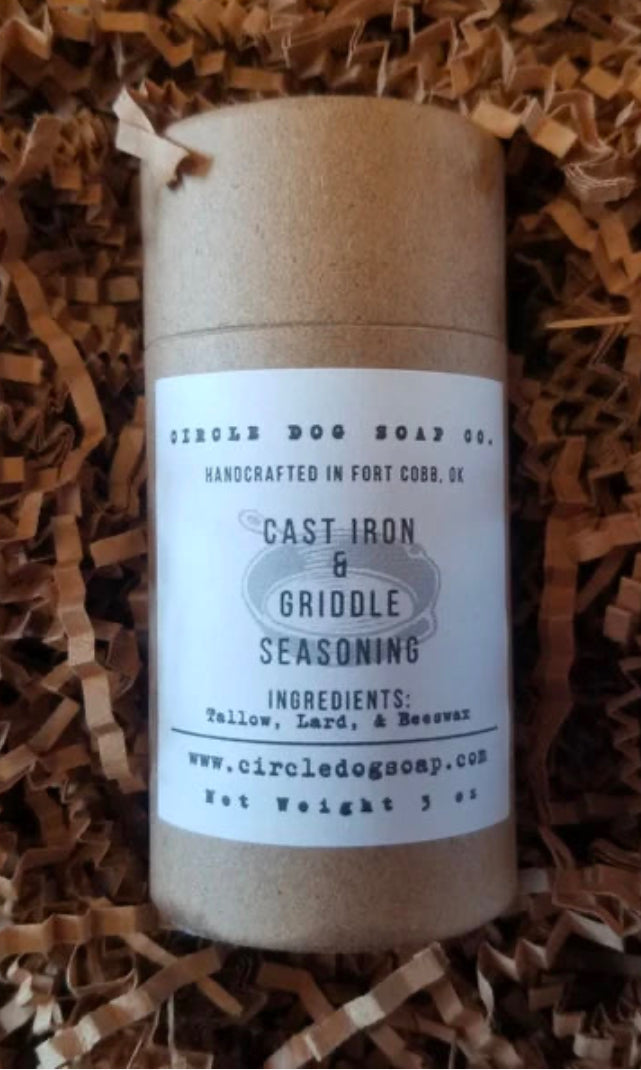 CIRCLE DOG SOAP CO.
HANDCRAFTED IN FORT COBB, OK
CAST IRON
&
GRIDDLE
SEASONING
INGREDIENTS:
Tallow, Lard, & Beeswax
www.circledogsoap.com
Net Weight 3 oz